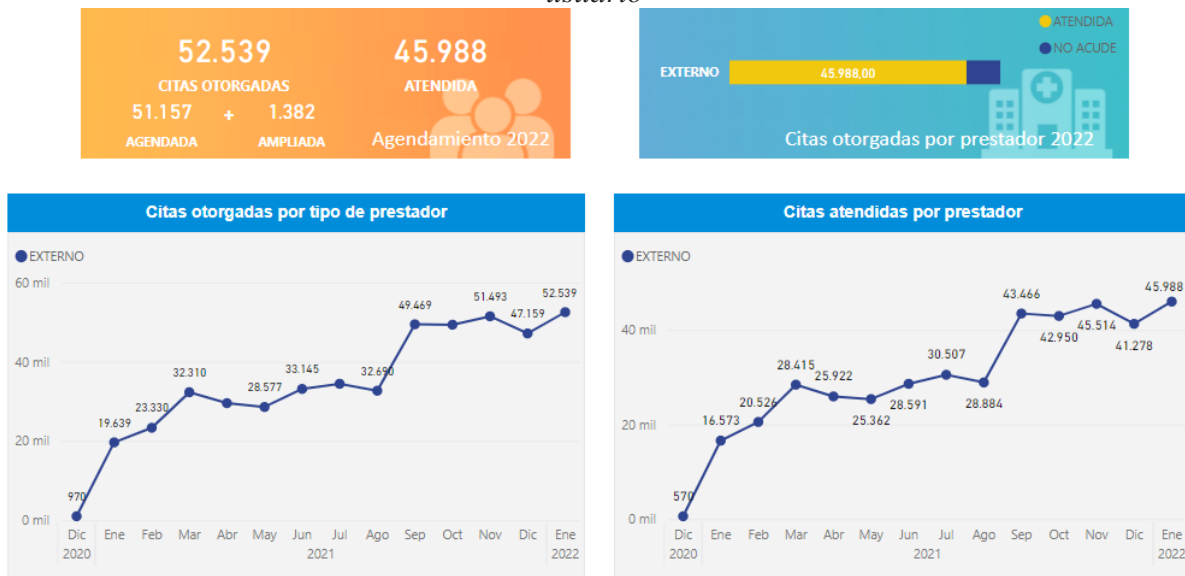 usuario
52.539
CITAS OTORGADAS
51.157 + 1.382
AGENDADA AMPLIADA
45.988
ATENDIDA
Agendamiento 2022
ATENDIDA
NO ACUDE
EXTERNO 45.988,00
Citas otorgadas por prestador 2022
Citas otorgadas por tipo de prestador
EXTERNO
60 mil
40 mil
20 mil
0 mil
970
19.639
23.330
32.310
28.577
33.145
32.690
49.469
51.493
47.159
52.539
Dic Ene Feb Mar Abr May Jun Jul Ago Sep Oct Nov Dic Ene
2020 2021 2022
Citas atendidas por prestador
EXTERNO
40 mil
20 mil
0 mil
570
16.573
20.526
28.415
25.922
25.362
28.591
30.507
28.884
43.466
42.950
45.514
41.278
45.988
Dic Ene Feb Mar Abr May Jun Jul Ago Sep Oct Nov Dic Ene
2020 2021 2022